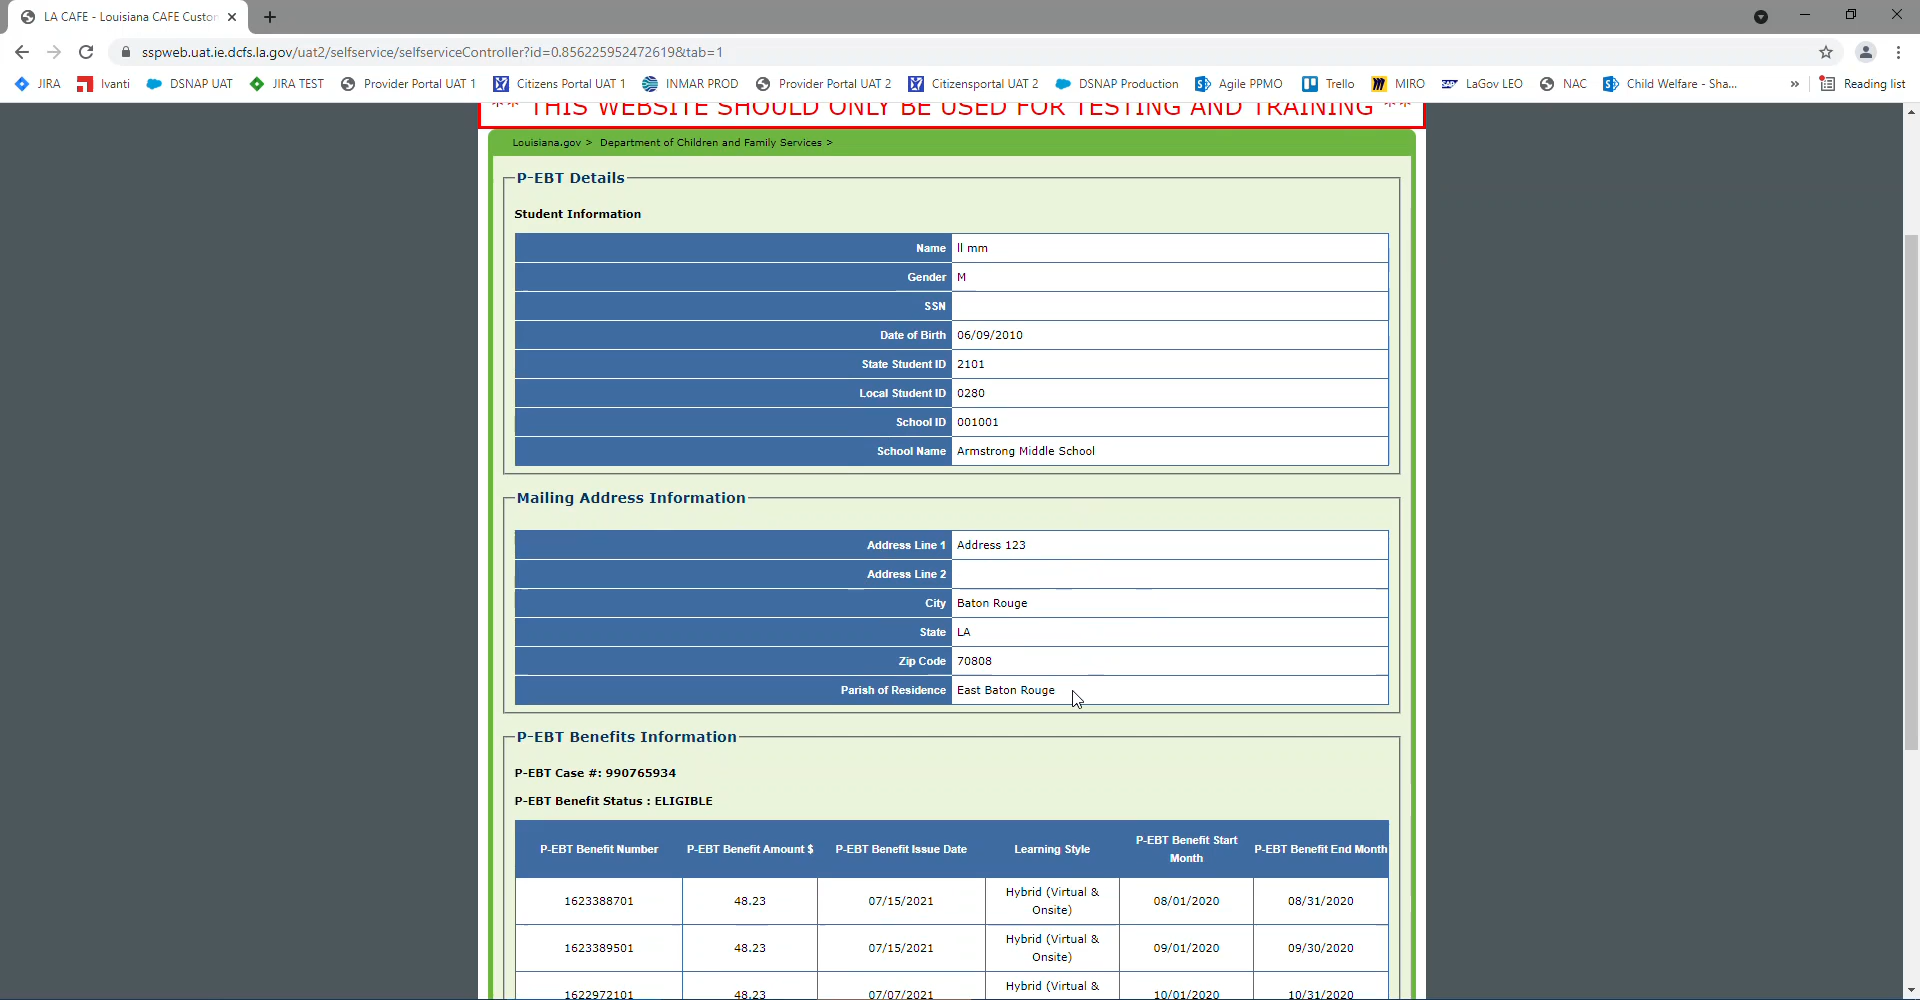 LA CAFE - Louisiana CAFE Custon
sspweb.uat.ie.dcfs.la.gov/uat2/selfservice/selfserviceController?id=0.856225952472619&tab=1
JIRA Ivanti DSNAP UAT JIRA TEST Provider Portal UAT 1 Citizens Portal UAT 1 INMAR PROD Provider Portal UAT 2 Citizensportal UAT 2 DSNAP Production Agile PPMO Trello MIRO LaGov LEO NAC Child Welfare - Sha... » Reading list
** THIS WEBSITE SHOULD ONLY BE USED FOR TESTING AND TRAINING **
Louisiana.gov > Department of Children and Family Services >
P-EBT Details
Student Information
Name ll mm
Gender M
SSN
Date of Birth 06/09/2010
State Student ID 2101
Local Student ID 0280
School ID 001001
School Name Armstrong Middle School
Mailing Address Information
Address Line 1 Address 123
Address Line 2
City Baton Rouge
State LA
Zip Code 70808
Parish of Residence East Baton Rouge
P-EBT Benefits Information
P-EBT Case #: 990765934
P-EBT Benefit Status : ELIGIBLE
P-EBT Benefit Number P-EBT Benefit Amount $ P-EBT Benefit Issue Date Learning Style P-EBT Benefit Start Month P-EBT Benefit End Month
1623388701 48.23 07/15/2021 Hybrid (Virtual & Onsite) 08/01/2020 08/31/2020
1623389501 48.23 07/15/2021 Hybrid (Virtual & Onsite) 09/01/2020 09/30/2020
1622972101 48.23 07/07/2021 Hybrid (Virtual & 10/01/2020 10/31/2020